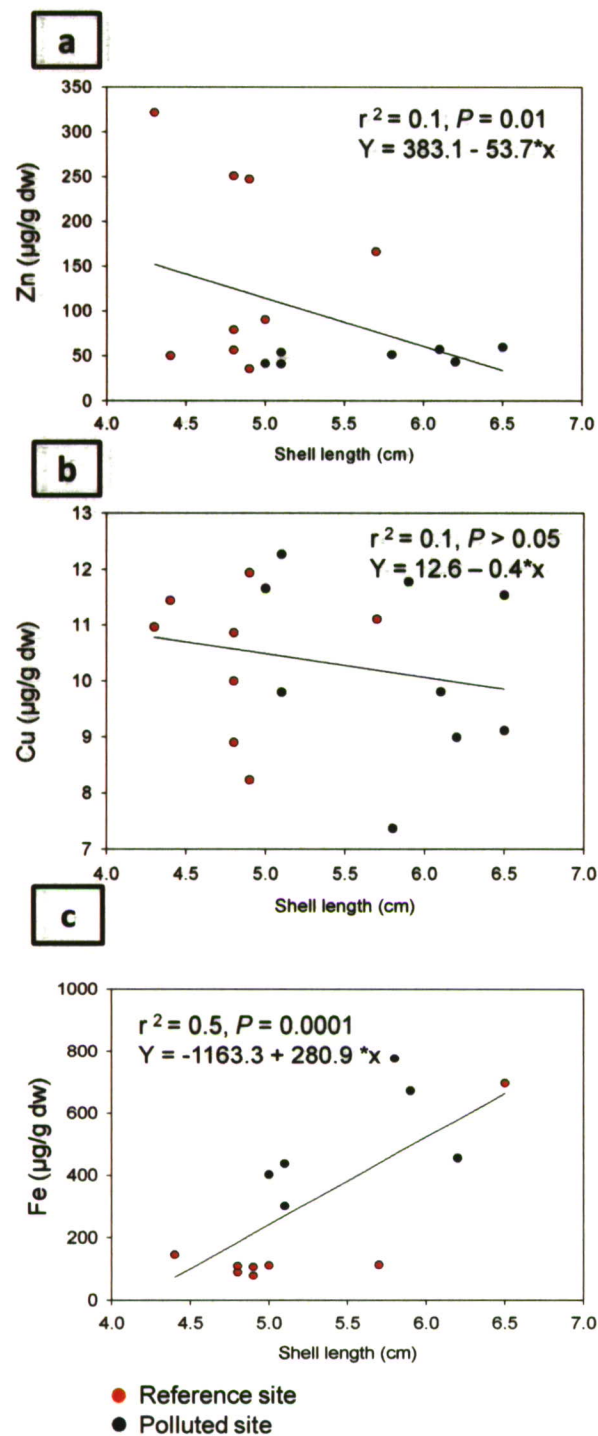 a
350
300
250
200
150
100
50
0
Zn (µg/g dw)
r² = 0.1, P = 0.01
Y = 383.1 - 53.7*x
4.0 4.5 5.0 5.5 6.0 6.5 7.0
Shell length (cm)
b
13
12
11
10
9
8
7
Cu (µg/g dw)
r² = 0.1, P > 0.05
Y = 12.6 – 0.4*x
4.0 4.5 5.0 5.5 6.0 6.5 7.0
Shell length (cm)
c
1000
800
600
400
200
0
Fe (µg/g dw)
r² = 0.5, P = 0.0001
Y = -1163.3 + 280.9 *x
4.0 4.5 5.0 5.5 6.0 6.5 7.0
Shell length (cm)
Reference site
Polluted site